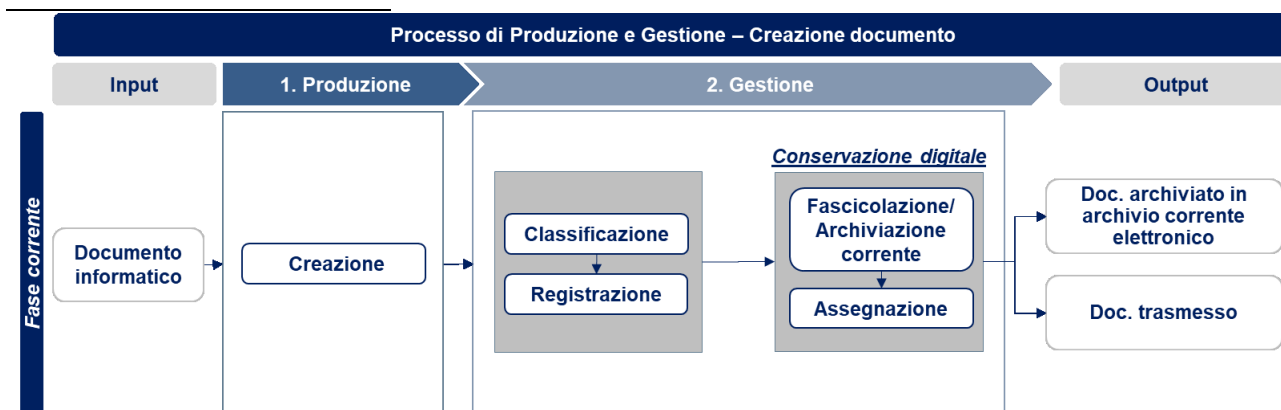 Processo di Produzione e Gestione – Creazione documento
Input
1. Produzione
2. Gestione
Output
Fase corrente
Documento
informatico
Creazione
Classificazione
Registrazione
Conservazione digitale
Fascicolazione/
Archiviazione
corrente
Assegnazione
Doc. archiviato in
archivio corrente
elettronico
Doc. trasmesso